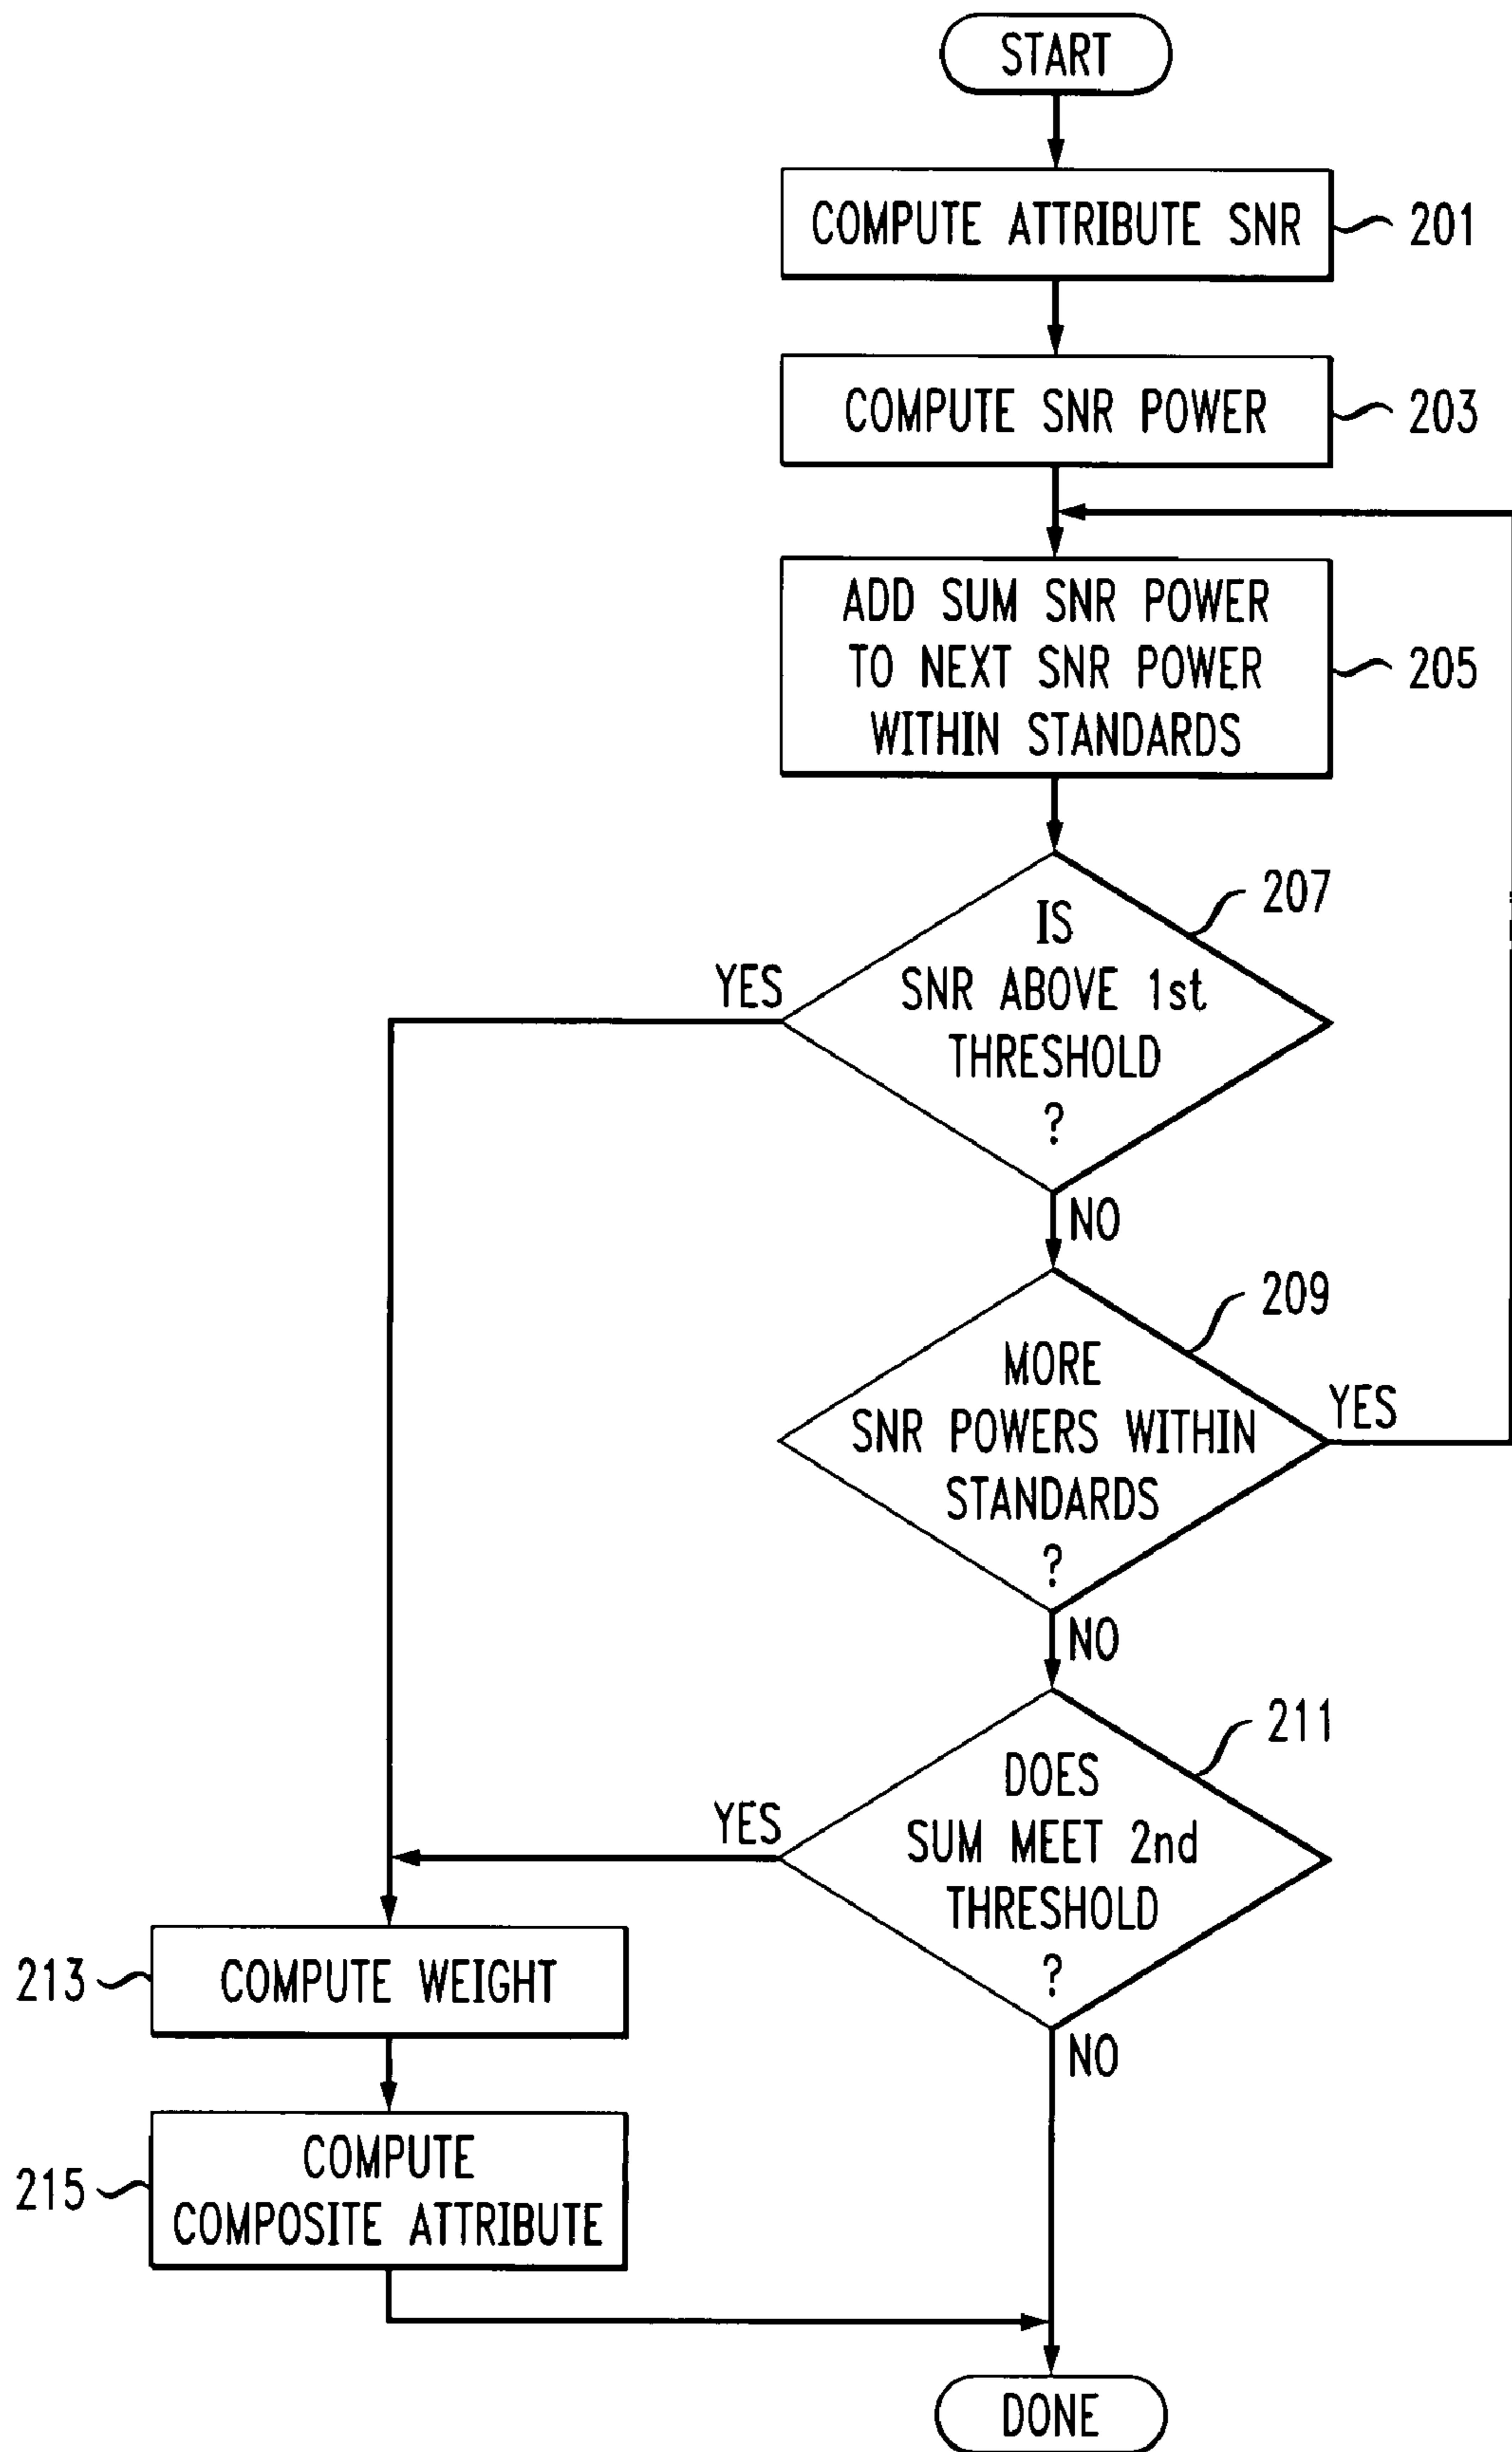 START
COMPUTE ATTRIBUTE SNR
201
COMPUTE SNR POWER
203
ADD SUM SNR POWER
TO NEXT SNR POWER
WITHIN STANDARDS
205
207
IS
SNR ABOVE 1st
THRESHOLD
?
YES
NO
209
MORE
SNR POWERS WITHIN
STANDARDS
?
YES
NO
211
DOES
SUM MEET 2nd
THRESHOLD
?
YES
NO
213
COMPUTE WEIGHT
215
COMPUTE
COMPOSITE ATTRIBUTE
DONE